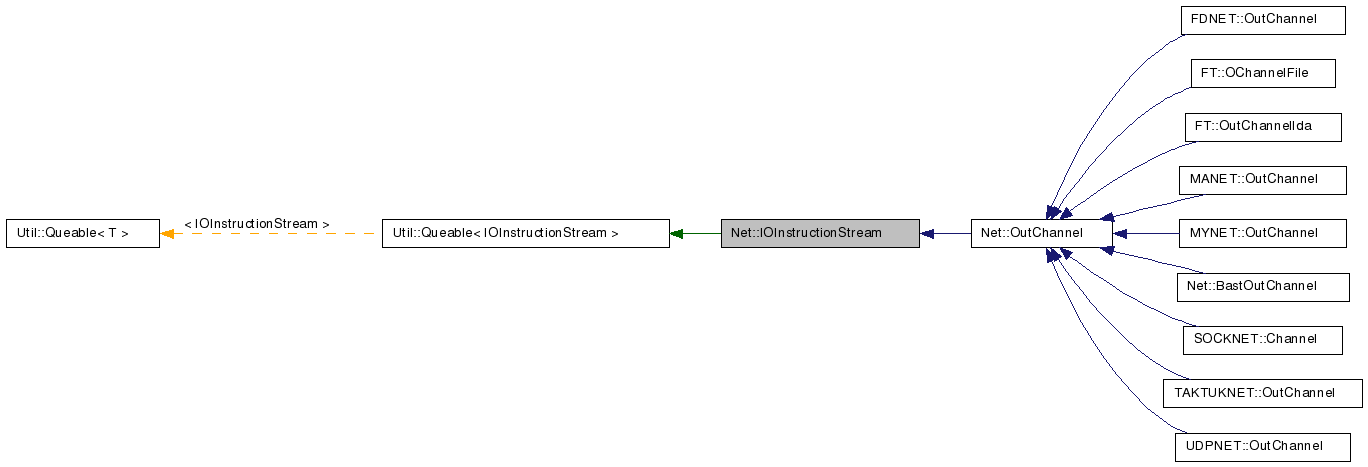 FDNET::OutChannel
FT::OChannelFile
FT::OutChannelIda
MANET::OutChannel
< IOInstructionStream >
Util::Queable< T >
Util::Queable< IOInstructionStream >
Net::IOInstructionStream
Net::OutChannel
MYNET::OutChannel
Net::BastOutChannel
SOCKNET::Channel
TAKTUKNET::OutChannel
UDPNET::OutChannel